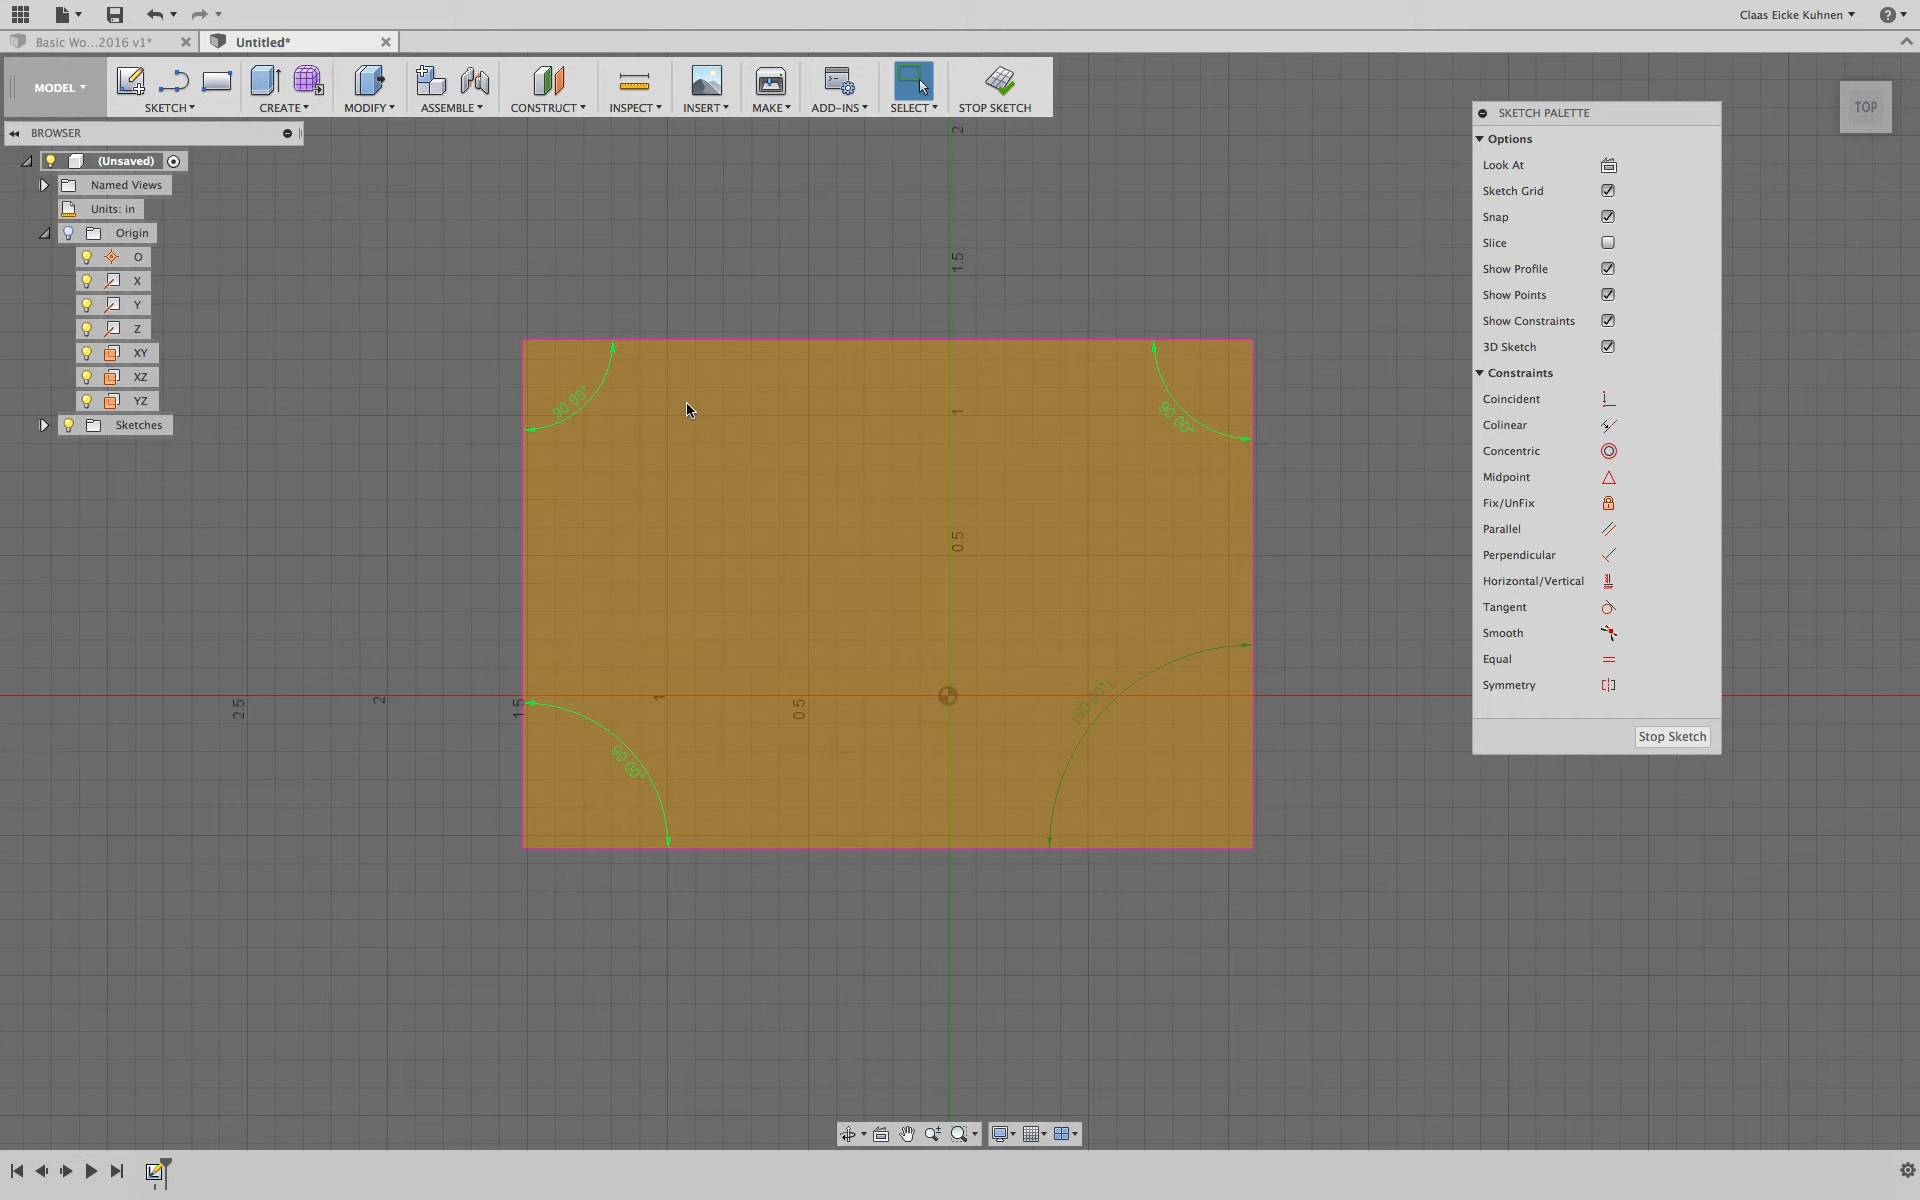 Claas Eicke Kuhnen
Basic Wo...2016 v1*
Untitled*
MODEL
SKETCH
CREATE
MODIFY
ASSEMBLE
CONSTRUCT
INSPECT
INSERT
MAKE
ADD-INS
SELECT
STOP SKETCH
BROWSER
(Unsaved)
Named Views
Units: in
Origin
O
X
Y
Z
XY
XZ
YZ
Sketches
TOP
SKETCH PALETTE
Options
Look At
Sketch Grid
Snap
Slice
Show Profile
Show Points
Show Constraints
3D Sketch
Constraints
Coincident
Colinear
Concentric
Midpoint
Fix/UnFix
Parallel
Perpendicular
Horizontal/Vertical
Tangent
Smooth
Equal
Symmetry
Stop Sketch
2
1.5
1
0.5
90.00°
90.00°
90.00°
(90.00°)
2.5
2
1.5
1
0.5